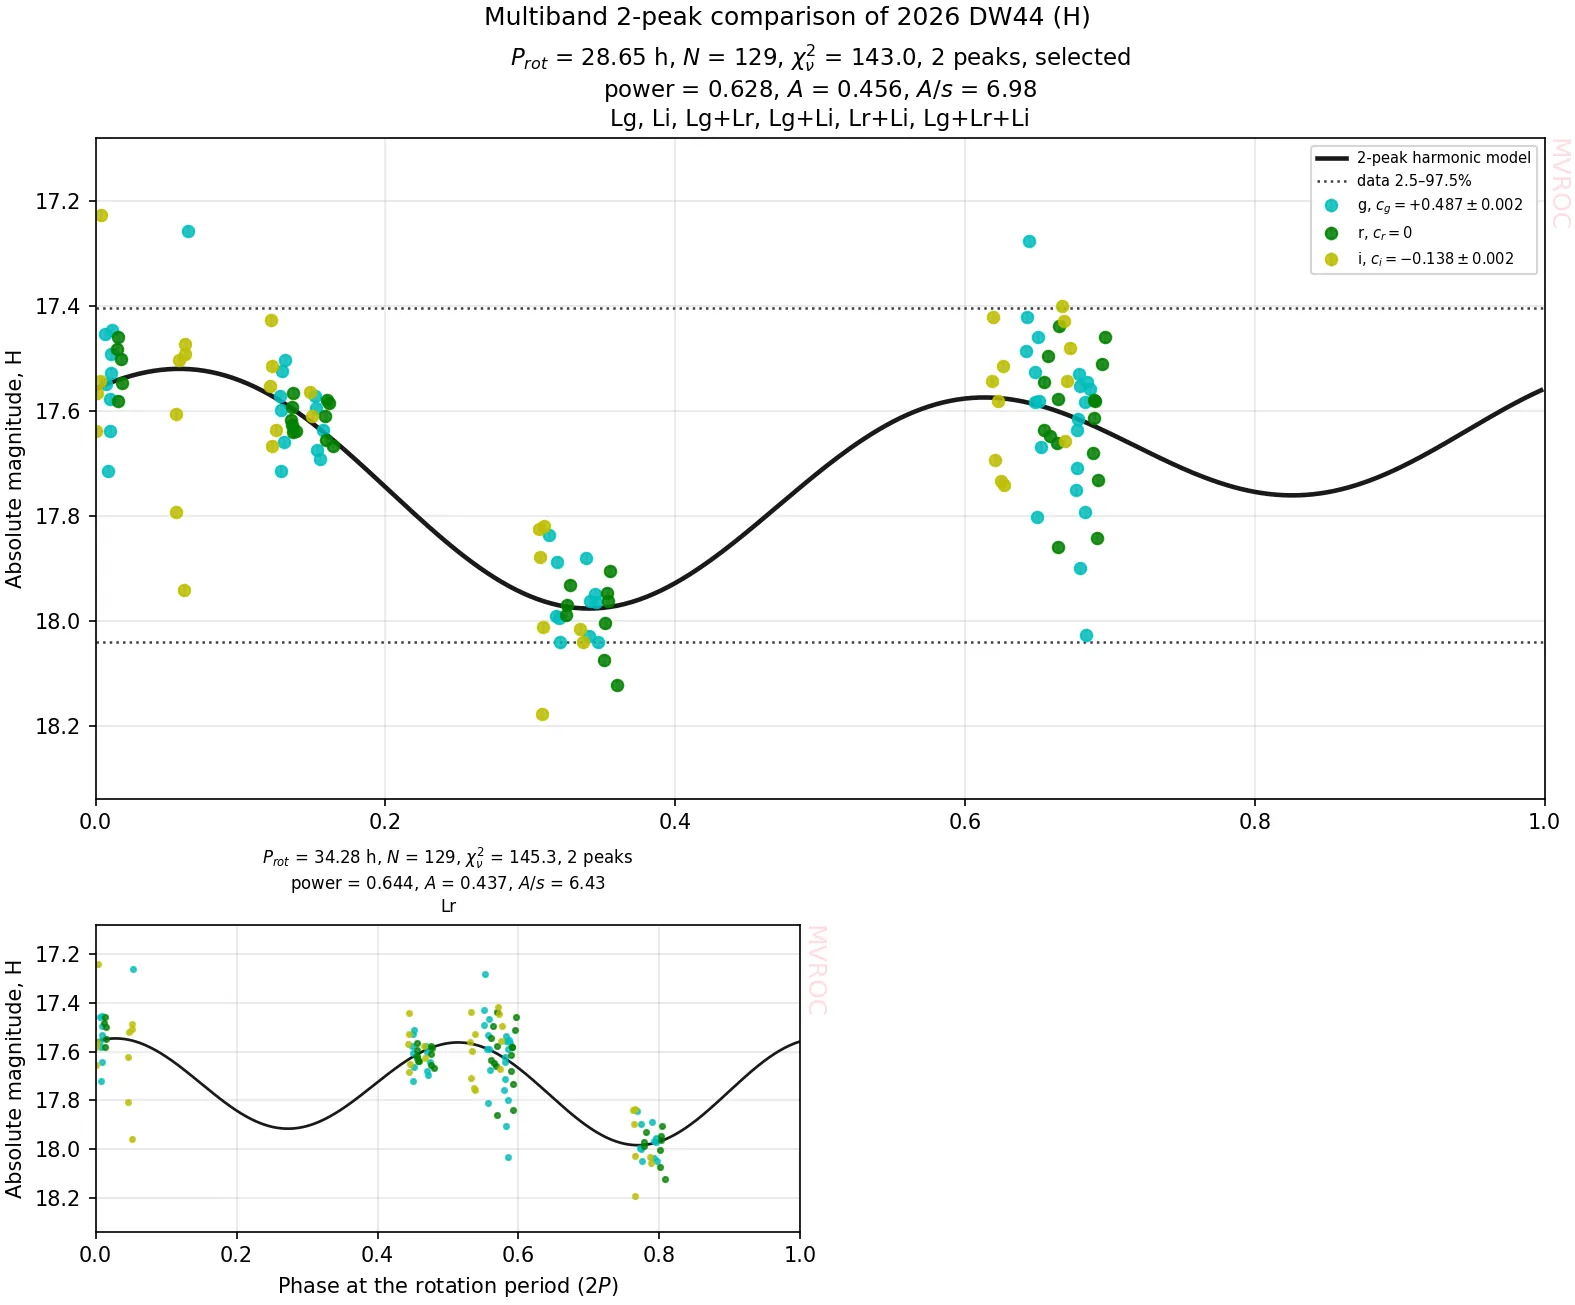 Multiband 2-peak comparison of 2026 DW44 (H)
P_rot = 28.65 h, N = 129, χ²_ν = 143.0, 2 peaks, selected
power = 0.628, A = 0.456, A/s = 6.98
Lg, Li, Lg+Lr, Lg+Li, Lr+Li, Lg+Lr+Li
2-peak harmonic model
data 2.5–97.5%
g, c_g = +0.487 ± 0.002
r, c_r = 0
i, c_i = −0.138 ± 0.002
MVROC
Absolute magnitude, H
17.2
17.4
17.6
17.8
18.0
18.2
0.0 0.2 0.4 0.6 0.8 1.0
P_rot = 34.28 h, N = 129, χ²_ν = 145.3, 2 peaks
power = 0.644, A = 0.437, A/s = 6.43
Lr
MVROC
Absolute magnitude, H
17.2
17.4
17.6
17.8
18.0
18.2
0.0 0.2 0.4 0.6 0.8 1.0
Phase at the rotation period (2P)